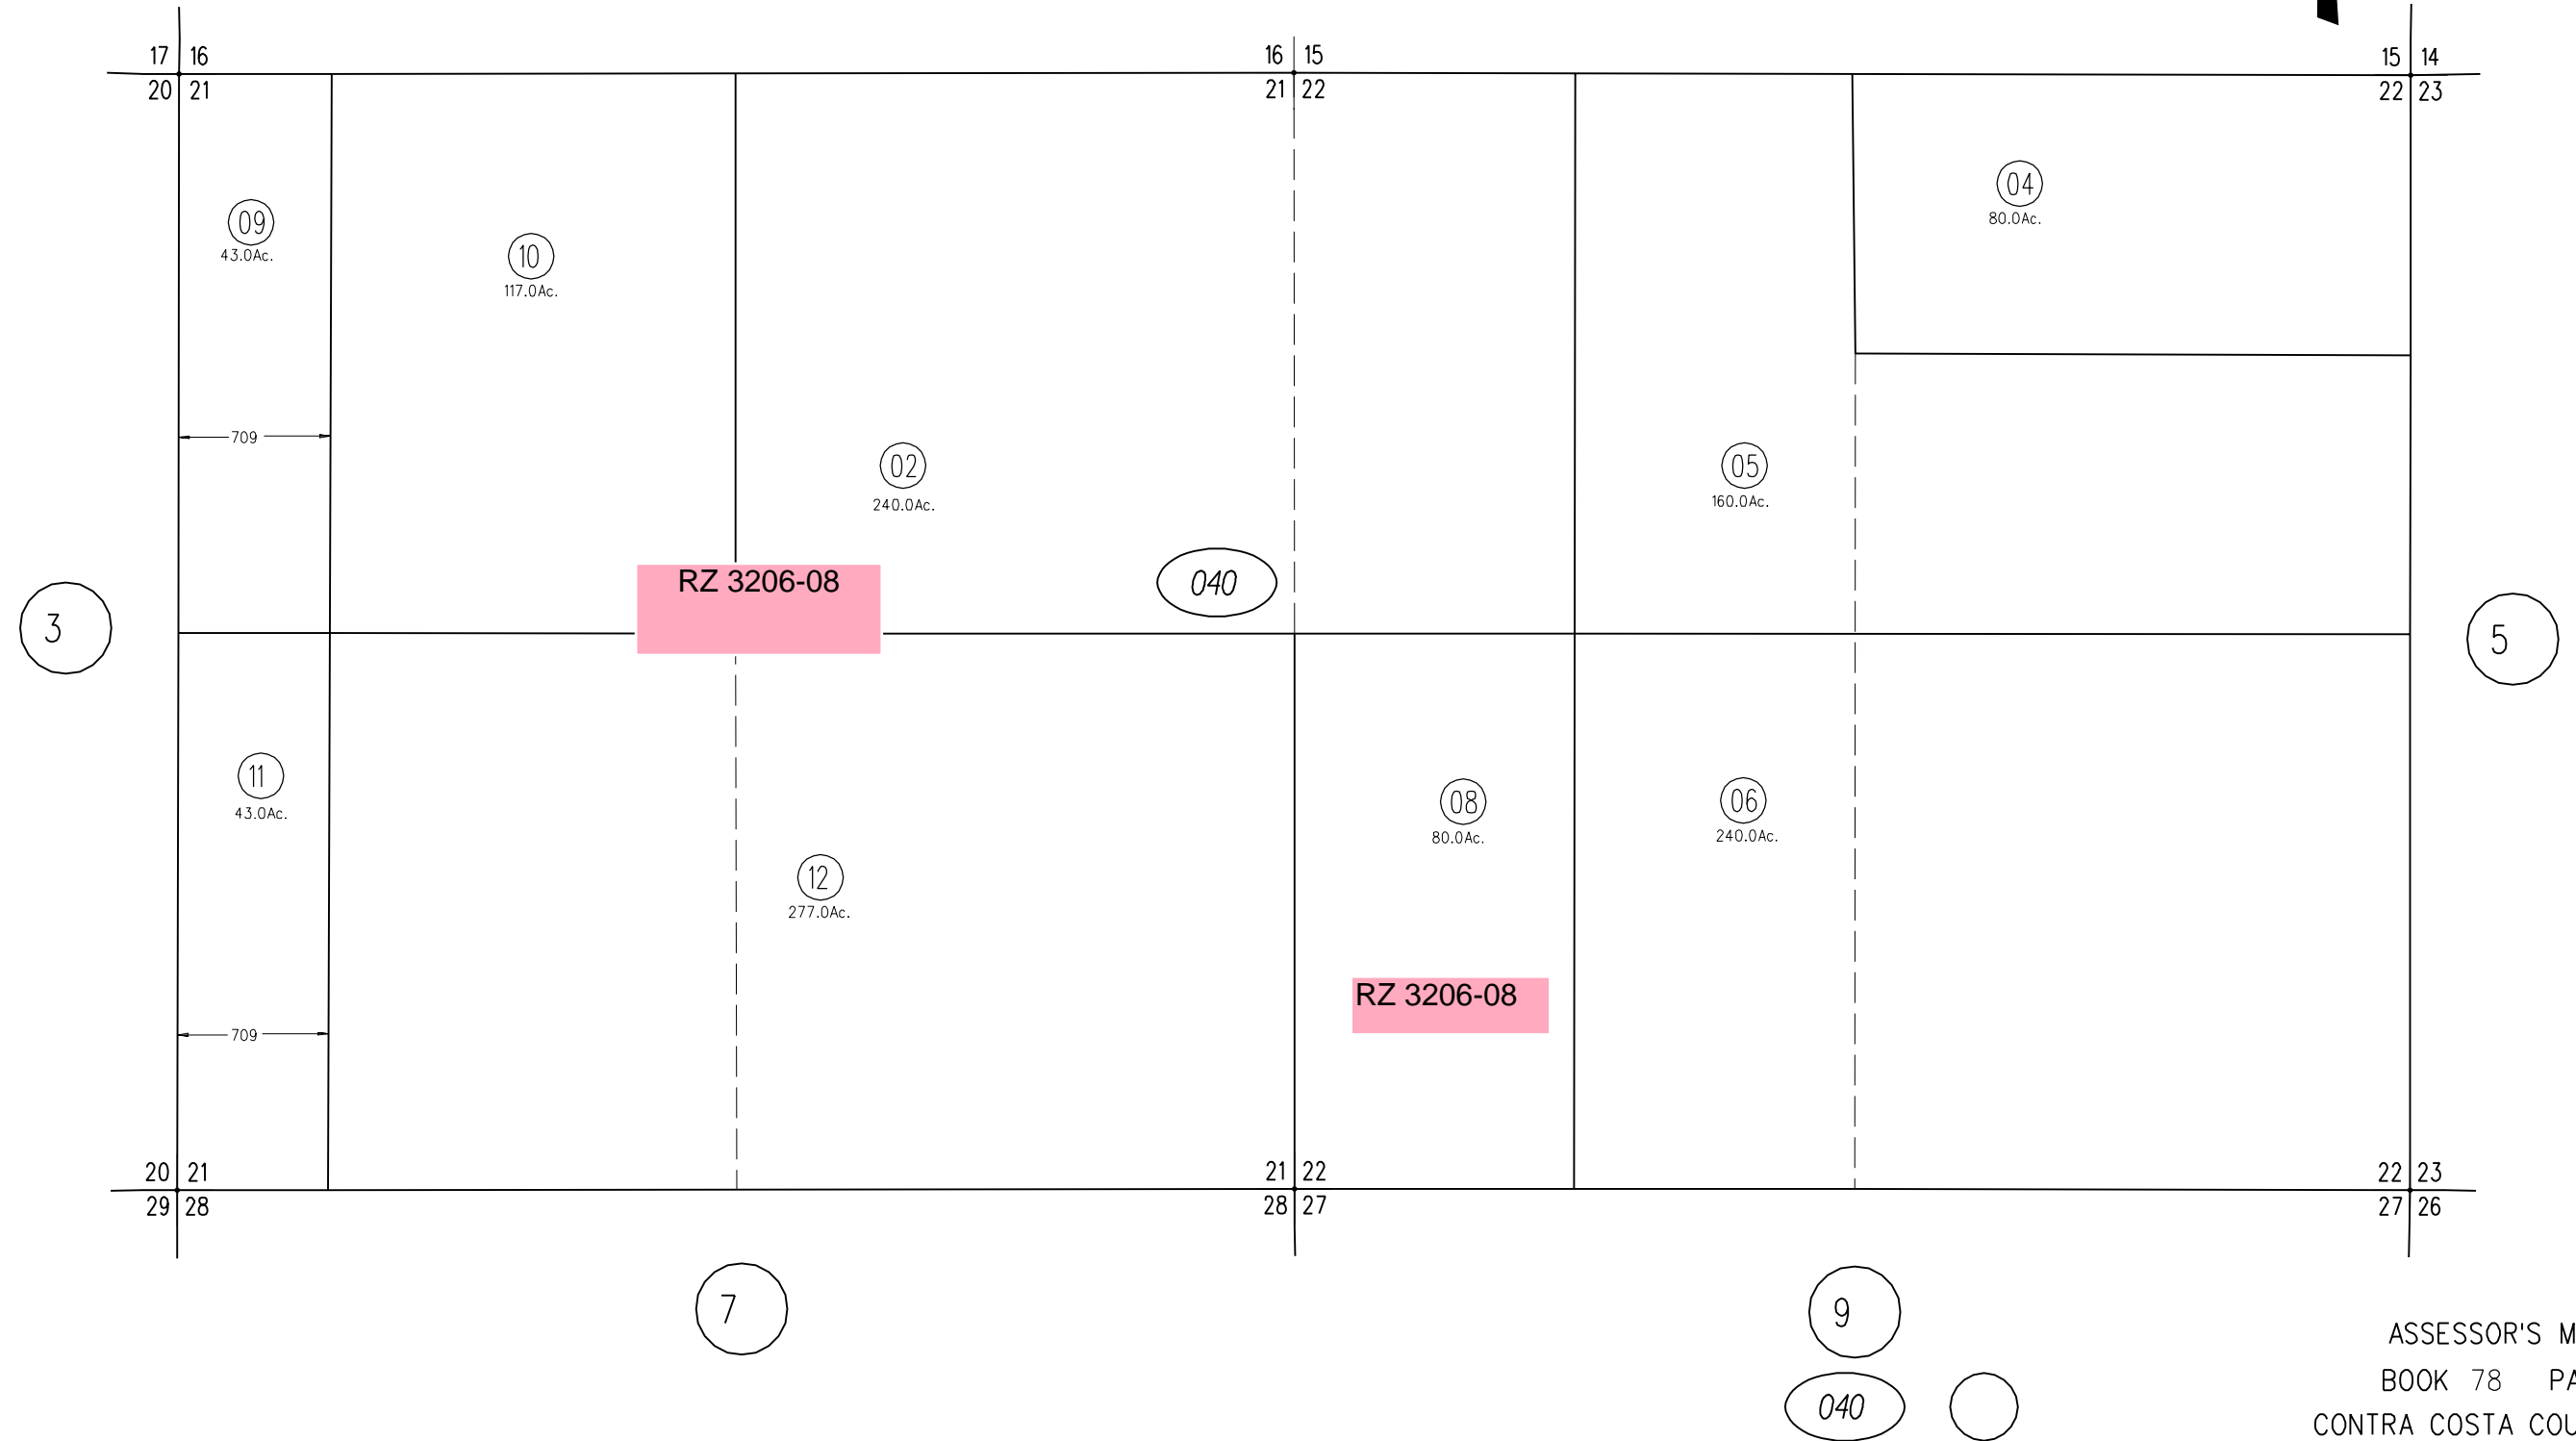 17 16
20 21
16 15
21 22
15 14
22 23
09
43.0Ac.
10
117.0Ac.
04
80.0Ac.
709
02
240.0Ac.
05
160.0Ac.
RZ 3206-08
040
3
5
11
43.0Ac.
12
277.0Ac.
08
80.0Ac.
06
240.0Ac.
RZ 3206-08
709
20 21
29 28
21 22
28 27
22 23
27 26
7
9
040
ASSESSOR'S M
BOOK 78 PA
CONTRA COSTA COU